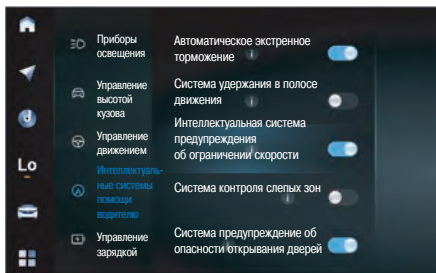 Приборы
освещения
Управление
высотой
кузова
Управление
движением
Интеллектуаль-
ные системы
помощи
водителю
Управление
зарядкой
Lo
Автоматическое экстренное
торможение
Система удержания в полосе
движения
Интеллектуальная система
предупреждения
об ограничении скорости
Система контроля слепых зон
Система предупреждение об
опасности открывания дверей